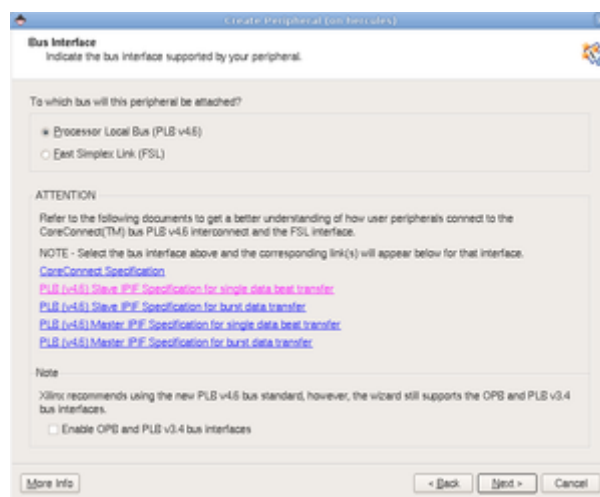 Create Peripheral (on hercules)
Bus Interface
Indicate the bus interface supported by your peripheral.
To which bus will this peripheral be attached?
Processor Local Bus (PLB v4.6)
Fast Simplex Link (FSL)
ATTENTION
Refer to the following documents to get a better understanding of how user peripherals connect to the
CoreConnect(TM) bus PLB v4.6 interconnect and the FSL interface.
NOTE - Select the bus interface above and the corresponding link(s) will appear below for that interface.
CoreConnect Specification
PLB (v4.6) Slave IPIF Specification for single data beat transfer
PLB (v4.6) Slave IPIF Specification for burst data transfer
PLB (v4.6) Master IPIF Specification for single data beat transfer
PLB (v4.6) Master IPIF Specification for burst data transfer
Note
Xilinx recommends using the new PLB v4.6 bus standard, however, the wizard still supports the OPB and PLB v3.4
bus interfaces.
Enable OPB and PLB v3.4 bus interfaces
More Info
< Back
Next >
Cancel